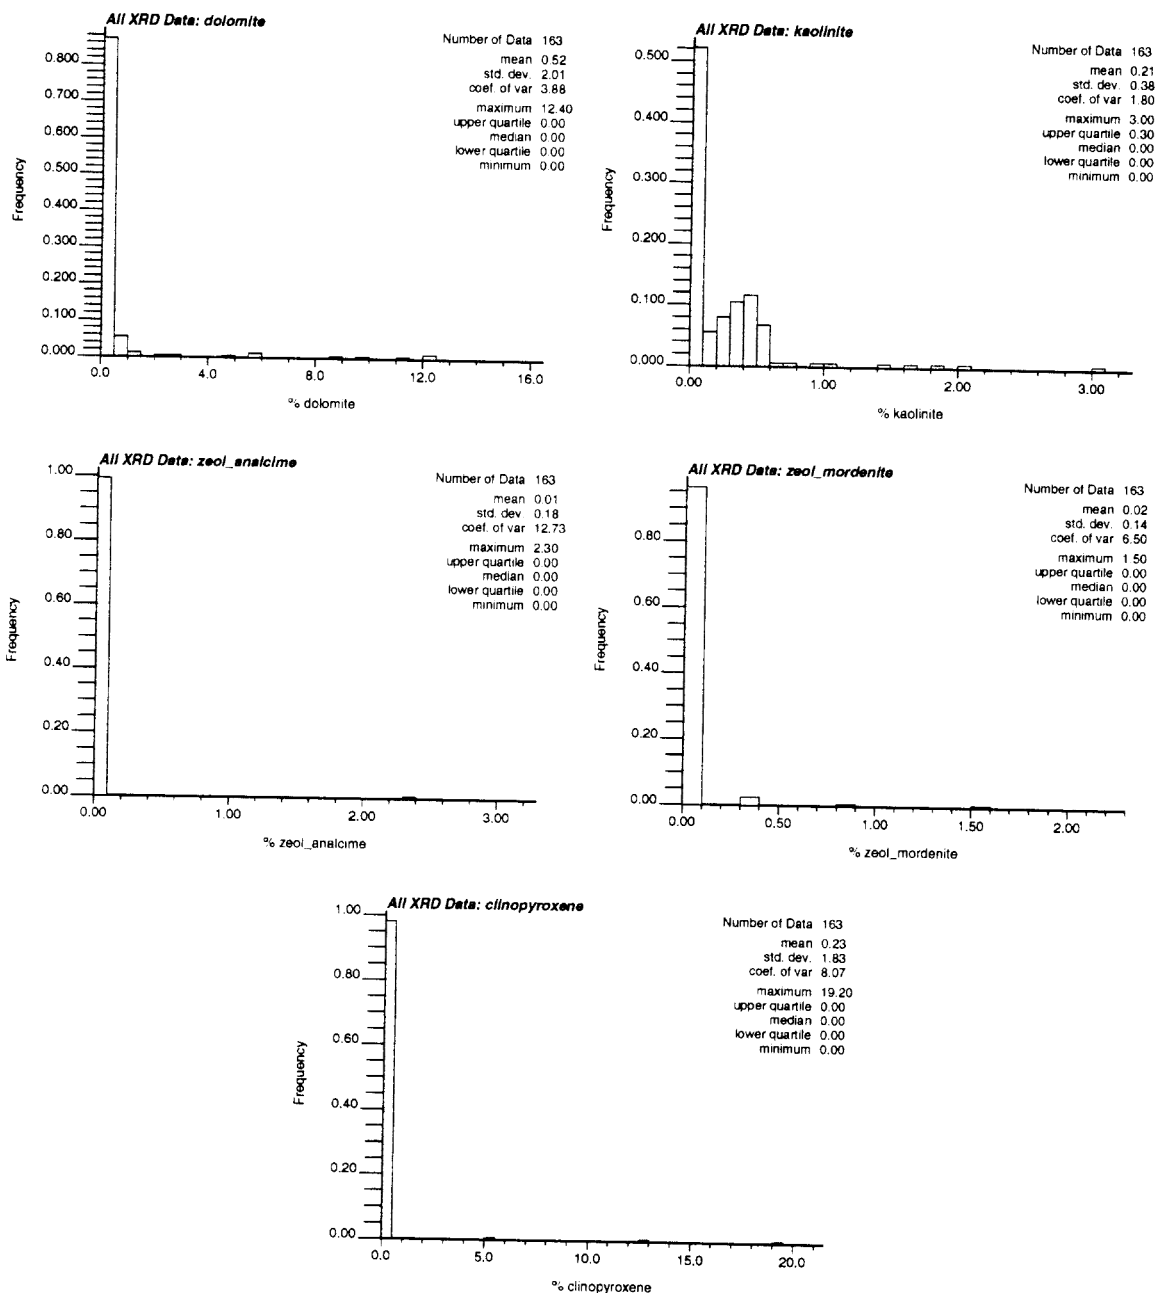 All XRD Data: dolomite
Number of Data 163
mean 0.52
std. dev. 2.01
coef. of var 3.88
maximum 12.40
upper quartile 0.00
median 0.00
lower quartile 0.00
minimum 0.00
Frequency
0.800
0.700
0.600
0.500
0.400
0.300
0.200
0.100
0.000
0.0 4.0 8.0 12.0 16.0
% dolomite
All XRD Data: kaolinite
Number of Data 163
mean 0.21
std. dev. 0.38
coef. of var 1.80
maximum 3.00
upper quartile 0.30
median 0.00
lower quartile 0.00
minimum 0.00
Frequency
0.500
0.400
0.300
0.200
0.100
0.000
0.00 1.00 2.00 3.00
% kaolinite
All XRD Data: zeol_analcime
Number of Data 163
mean 0.01
std. dev. 0.18
coef. of var 12.73
maximum 2.30
upper quartile 0.00
median 0.00
lower quartile 0.00
minimum 0.00
Frequency
1.00
0.80
0.60
0.40
0.20
0.00
0.00 1.00 2.00 3.00
% zeol_analcime
All XRD Data: zeol_mordenite
Number of Data 163
mean 0.02
std. dev. 0.14
coef. of var 6.50
maximum 1.50
upper quartile 0.00
median 0.00
lower quartile 0.00
minimum 0.00
Frequency
0.80
0.60
0.40
0.20
0.00
0.00 0.50 1.00 1.50 2.00
% zeol_mordenite
All XRD Data: clinopyroxene
Number of Data 163
mean 0.23
std. dev. 1.83
coef. of var 8.07
maximum 19.20
upper quartile 0.00
median 0.00
lower quartile 0.00
minimum 0.00
Frequency
1.00
0.80
0.60
0.40
0.20
0.00
0.0 5.0 10.0 15.0 20.0
% clinopyroxene